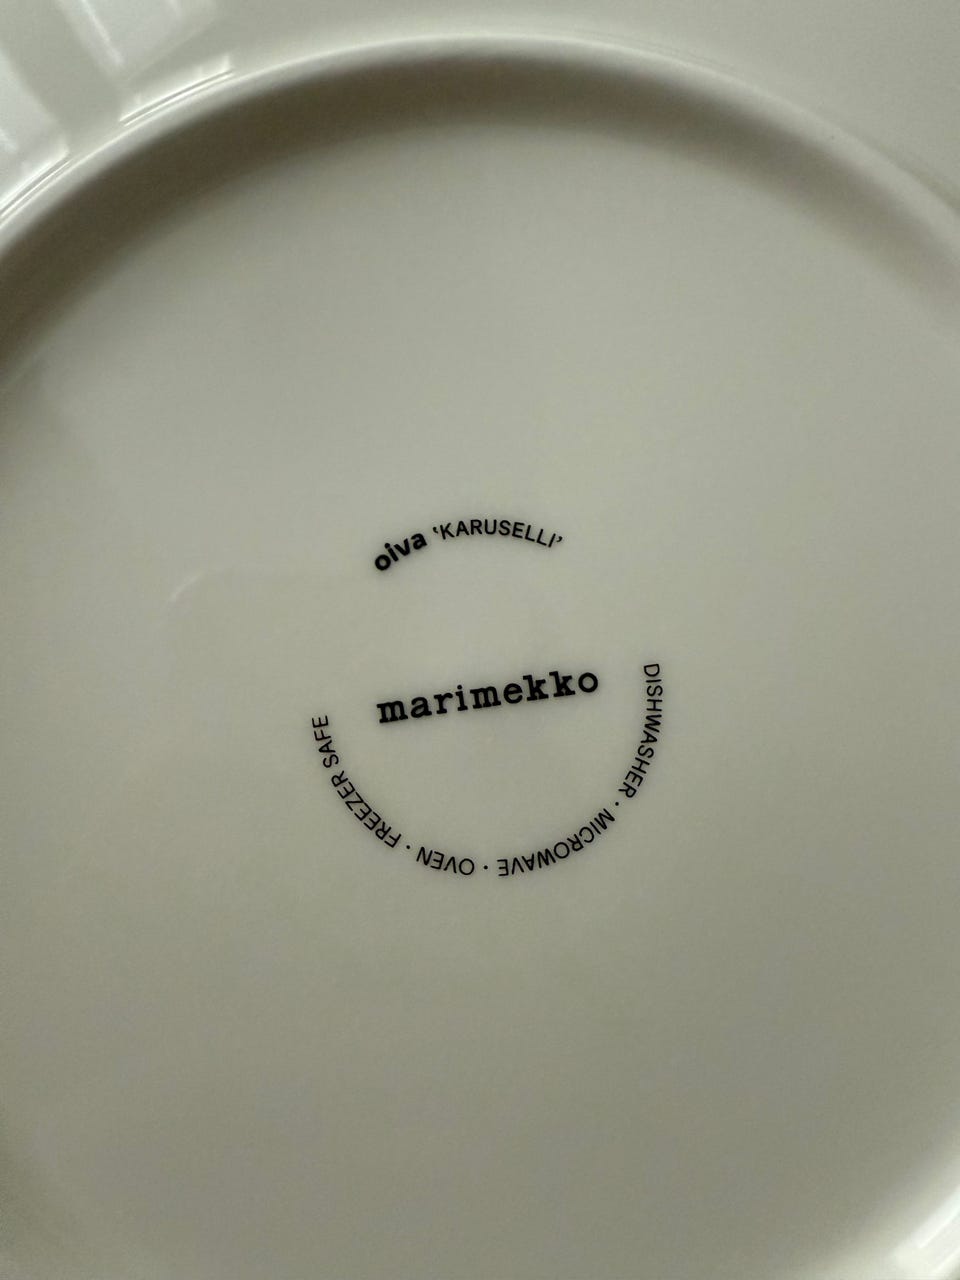 oiva ‘KARUSELLI’
marimekko
DISHWASHER · MICROWAVE · OVEN · FREEZER SAFE